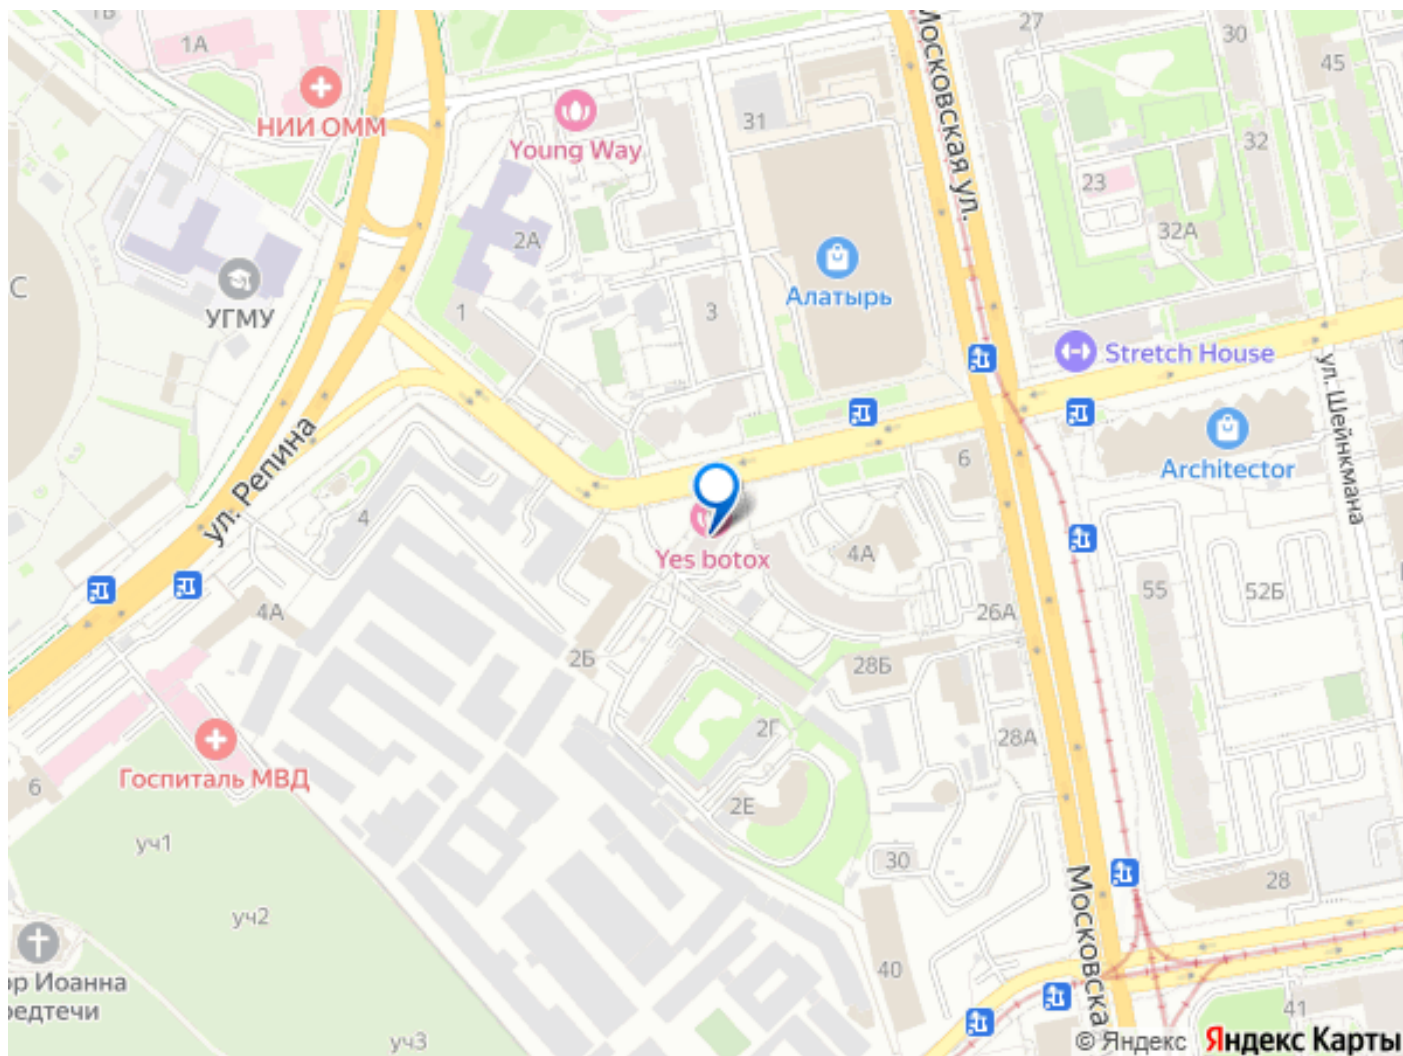 1Б
1А
НИИ ОММ
Young Way
31
Московская ул.
27
30
45
32
23
32А
2А
С
УГМУ
1
3
Алатырь
Stretch House
ул. Шейнкмана
ул. Репина
6
Architector
4
Yes botox
4А
55
52Б
26А
4А
2Б
28Б
2Г
28А
Госпиталь МВД
6
2Е
уч1
30
28
Московска
уч2
ор Иоанна
редтечи
40
41
уч3
© Яндекс
Яндекс Карты